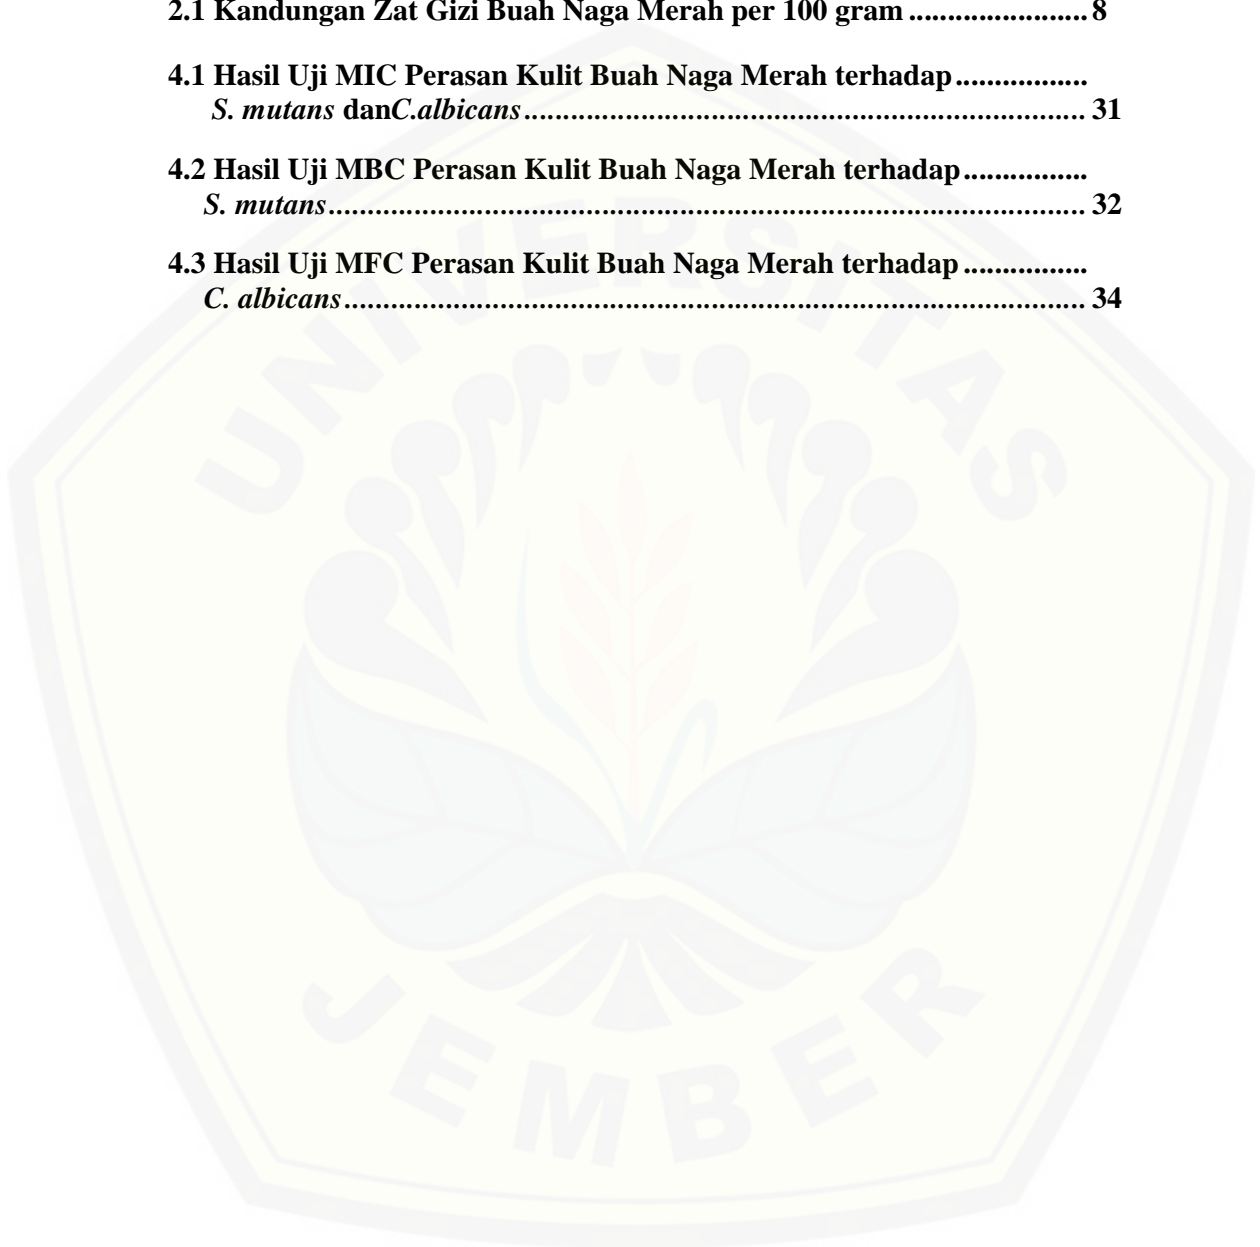 2.1 Kandungan Zat Gizi Buah Naga Merah per 100 gram ....................... 8
4.1 Hasil Uji MIC Perasan Kulit Buah Naga Merah terhadap .................
S. mutans danC.albicans ........................................................................ 31
4.2 Hasil Uji MBC Perasan Kulit Buah Naga Merah terhadap ................
S. mutans ................................................................................................. 32
4.3 Hasil Uji MFC Perasan Kulit Buah Naga Merah terhadap ................
C. albicans ............................................................................................... 34
UNIVERSITAS
JEMBER